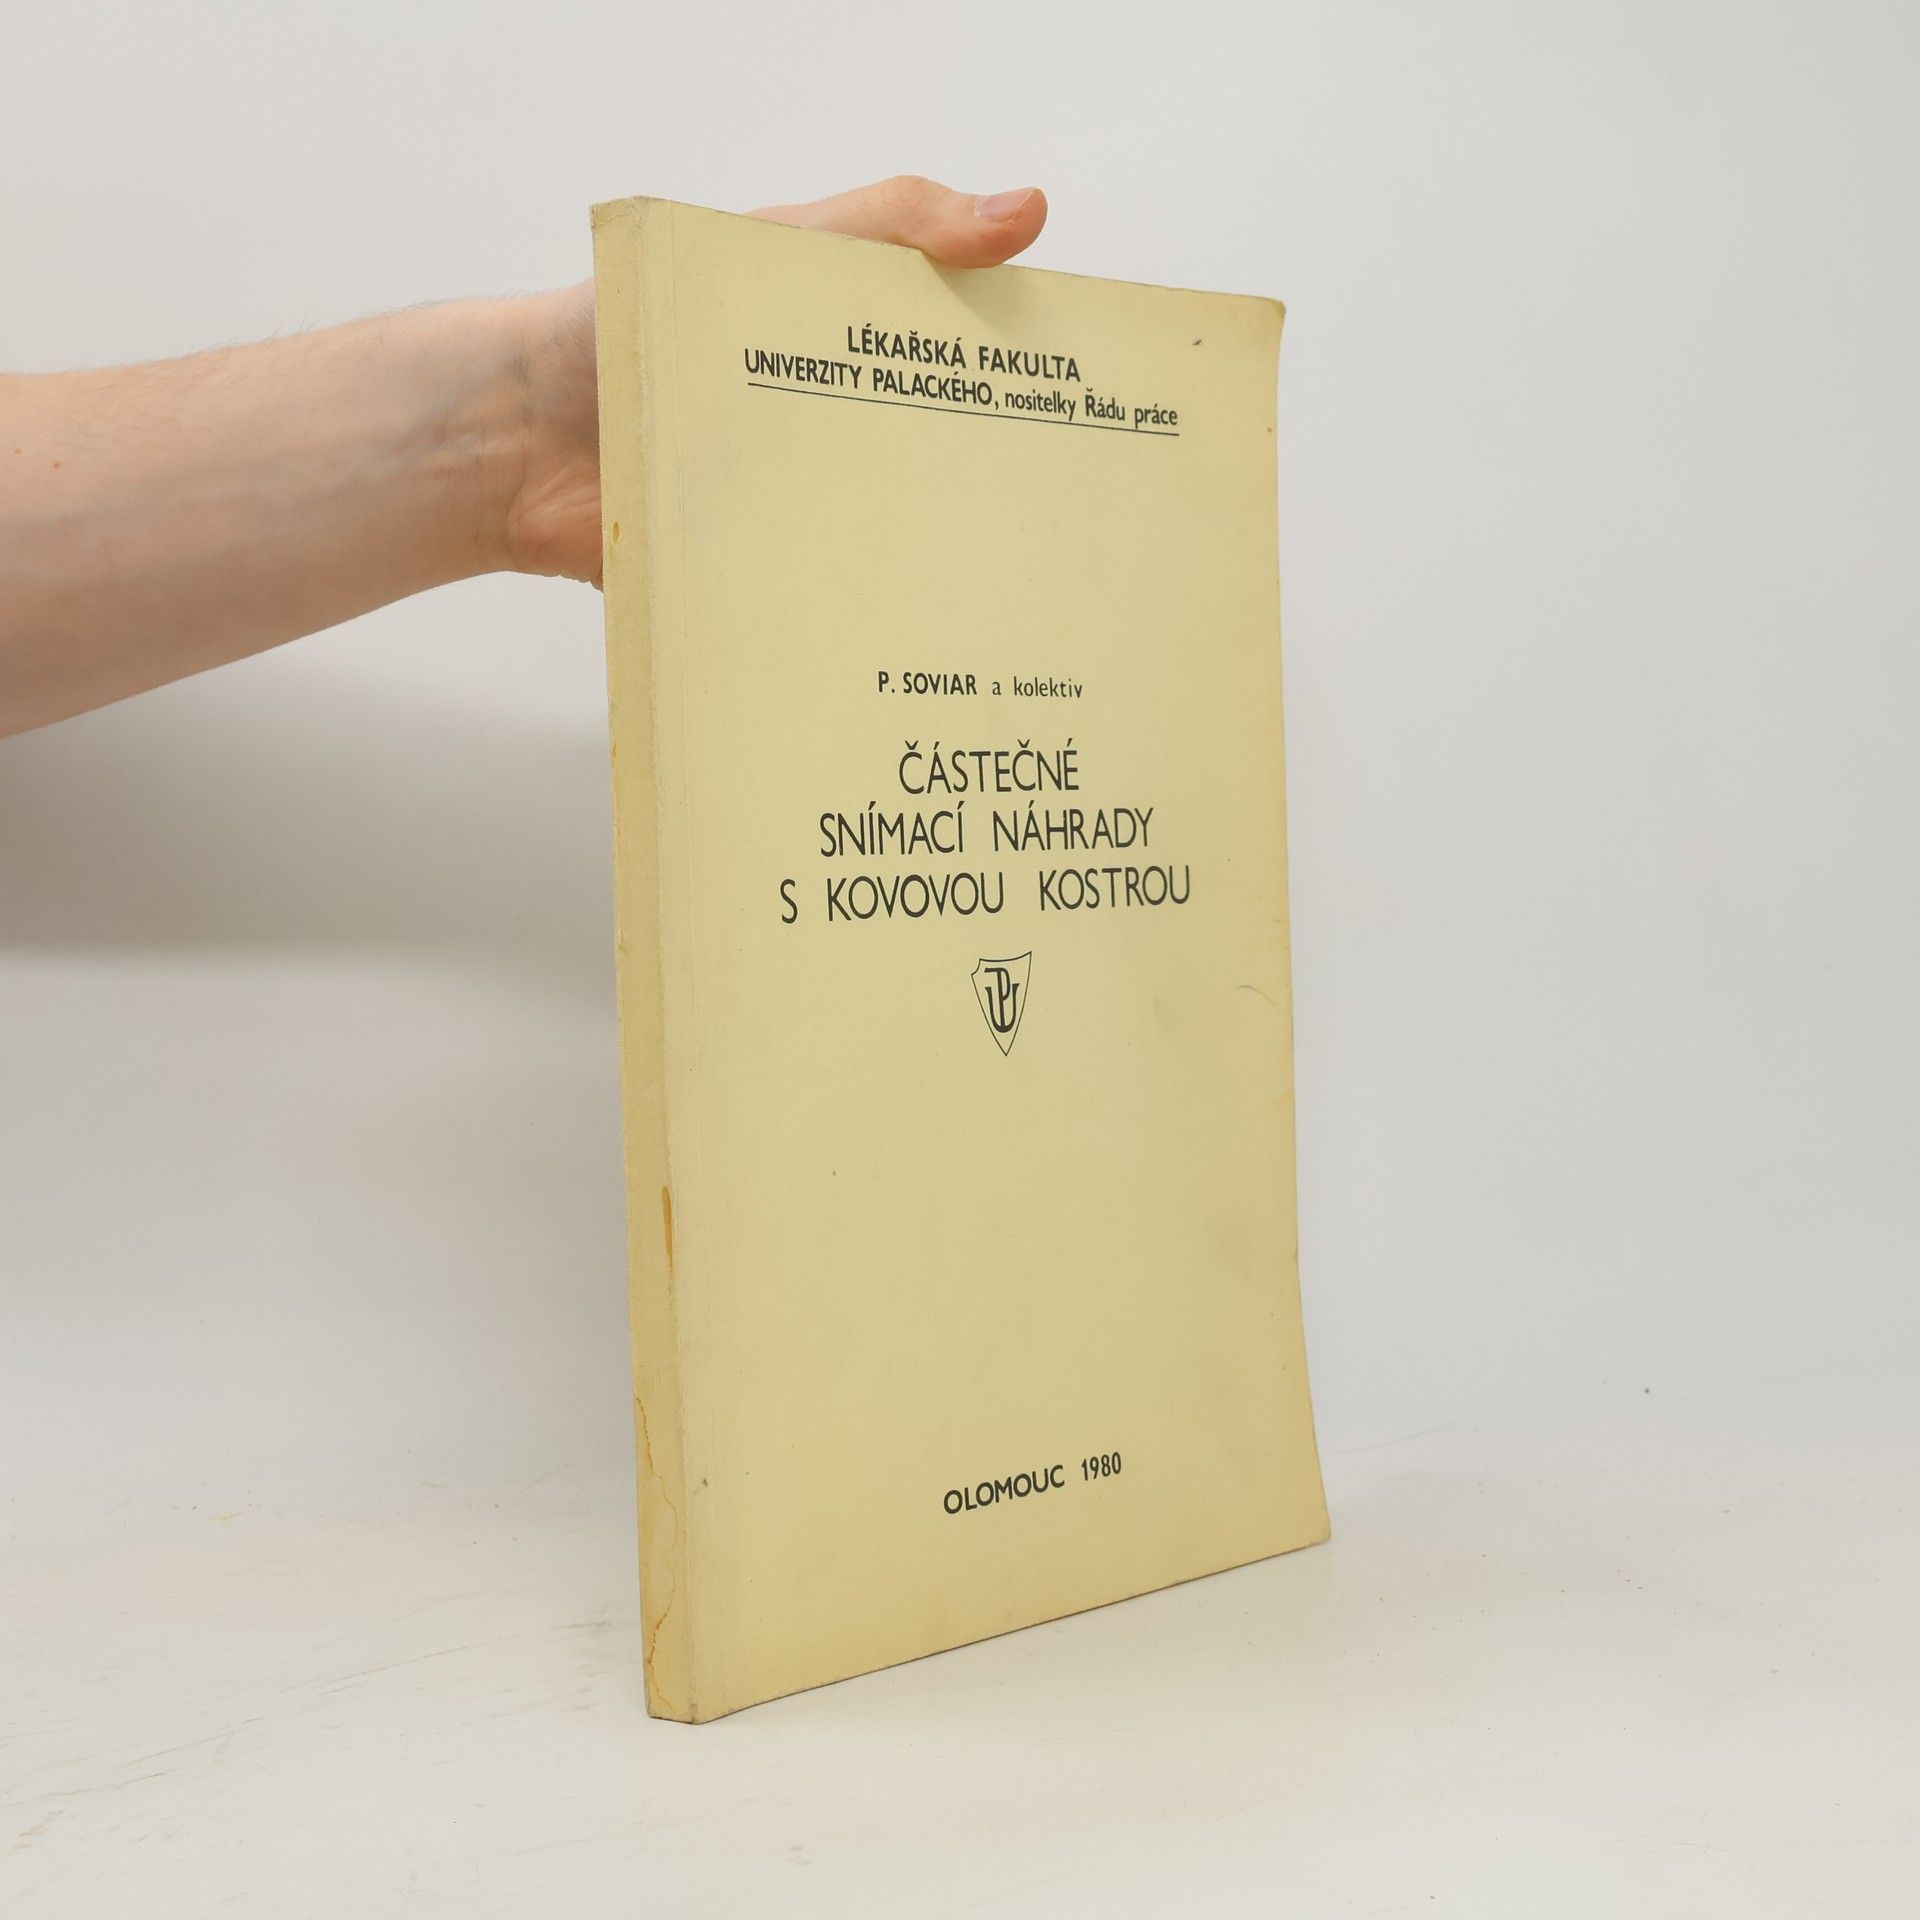 LÉKAŘSKÁ FAKULTA
UNIVERZITY PALACKÉHO, nositelky Řádu práce
P. SOVIAR a kolektiv
ČÁSTEČNÉ
SNÍMACÍ NÁHRADY
S KOVOVOU KOSTROU
UP
OLOMOUC 1980